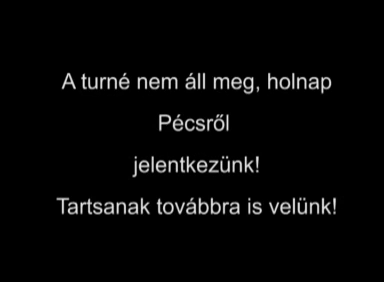 A turné nem áll meg, holnap
Pécsről
jelentkezünk!
Tartsanak továbbra is velünk!